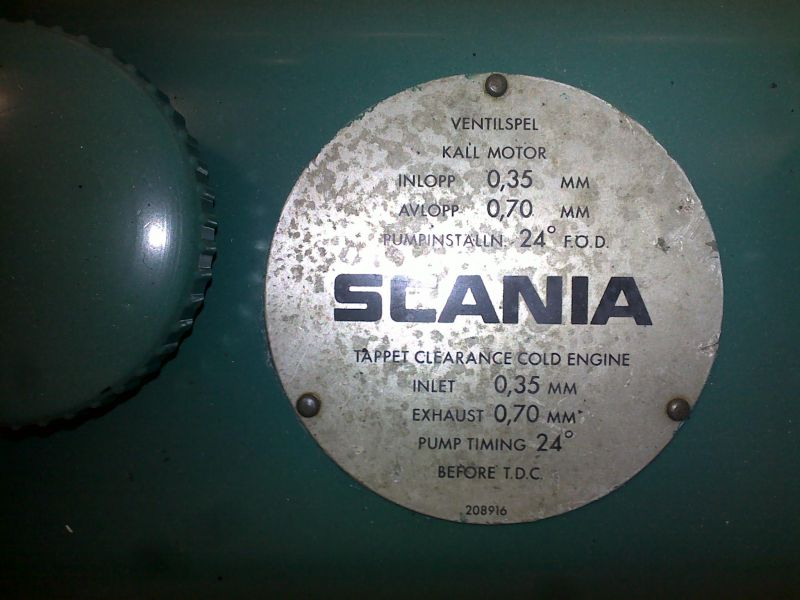 VENTILSPEL
KALL MOTOR
INLOPP 0,35 MM
AVLOPP 0,70 MM
PUMPINSTÄLLN. 24° F.Ö.D.
SCANIA
TAPPET CLEARANCE COLD ENGINE
INLET 0,35 MM
EXHAUST 0,70 MM
PUMP TIMING 24°
BEFORE T.D.C.
208916